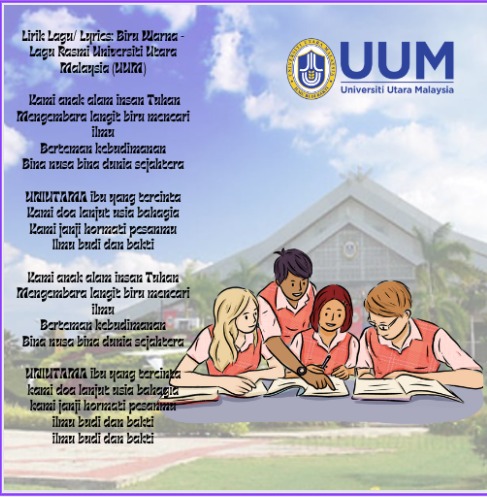 Lirik Lagu/ Lyrics: Biru Warna -
Lagu Rasmi Universiti Utara
Malaysia (UUM)
Kami anak alam insan Tuhan
Mengembara langit biru mencari
ilmu
Berteman kebudimanan
Bina nusa bina dunia sejahtera
UNIUTAMA ibu yang tercinta
Kami doa lanjut usia bahagia
Kami janji hormati pesanmu
Ilmu budi dan bakti
Kami anak alam insan Tuhan
Mengembara langit biru mencari
ilmu
Berteman kebudimanan
Bina nusa bina dunia sejahtera
UNIUTAMA ibu yang tercinta
kami doa lanjut usia bahagia
kami janji hormati pesanmu
ilmu budi dan bakti
ilmu budi dan bakti
UUM
Universiti Utara Malaysia